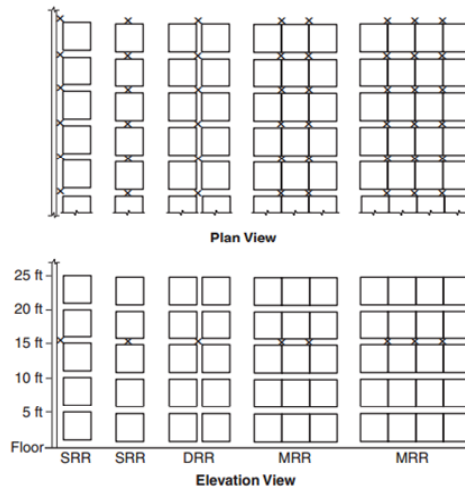 Plan View
25 ft
20 ft
15 ft
10 ft
5 ft
Floor
SRR SRR DRR MRR MRR
Elevation View